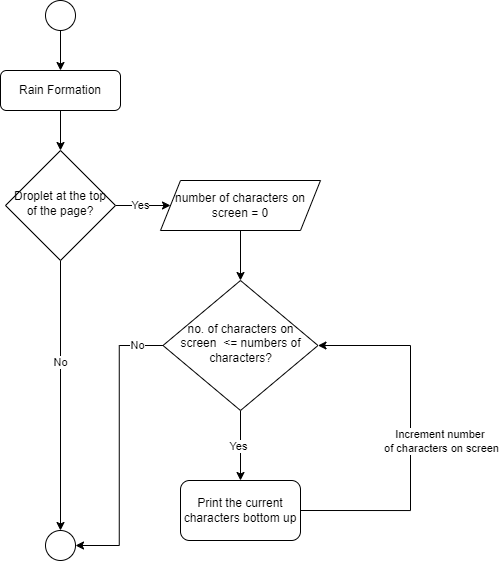 Rain Formation
Droplet at the top
of the page?
Yes
number of characters on
screen = 0
no. of characters on
screen <= numbers of
characters?
No
No
Increment number
of characters on screen
Yes
Print the current
characters bottom up